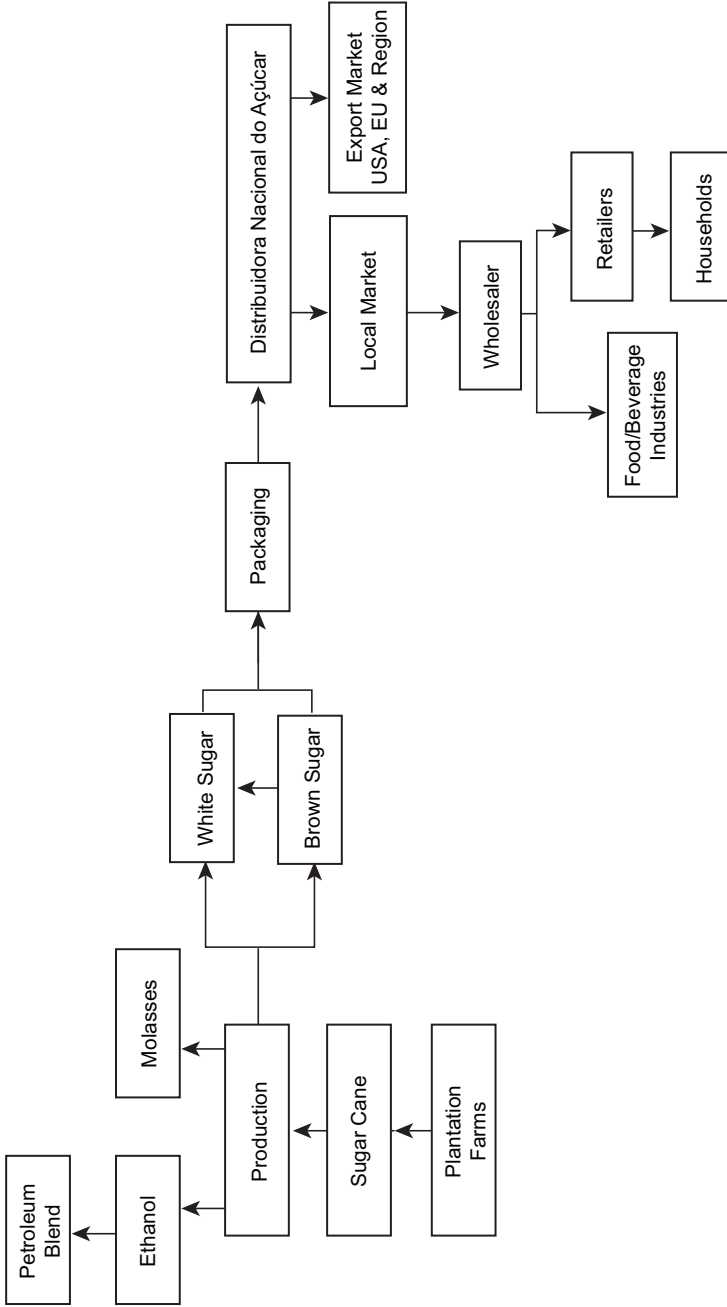 Petroleum
Blend
Ethanol
Molasses
Production
Sugar Cane
Plantation
Farms
White Sugar
Brown Sugar
Packaging
Distribuidora Nacional do Açúcar
Local Market
Export Market
USA, EU & Region
Wholesaler
Food/Beverage
Industries
Retailers
Households